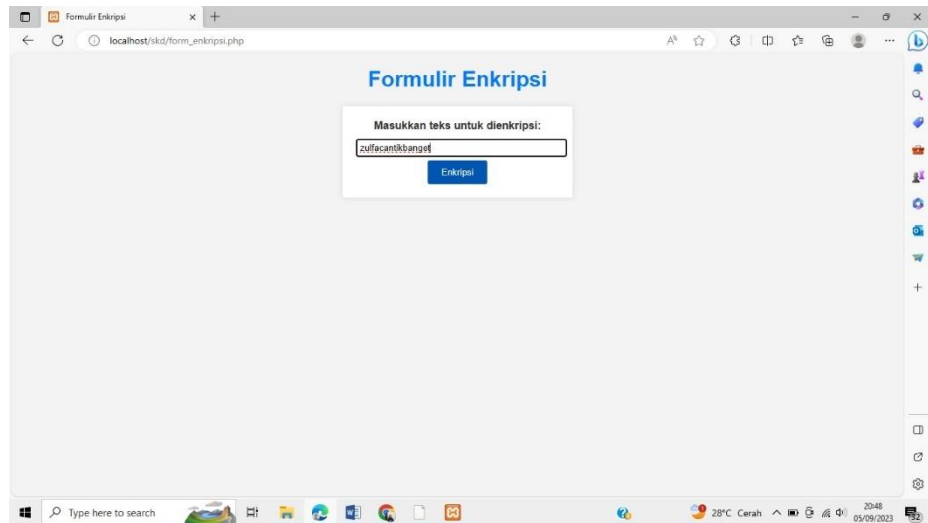 Formulir Enkripsi
localhost/skd/form_enkripsi.php
Formulir Enkripsi
Masukkan teks untuk dienkripsi:
zulfacantikbanget
Enkripsi
Type here to search
28°C Cerah
20:48
05/09/2023